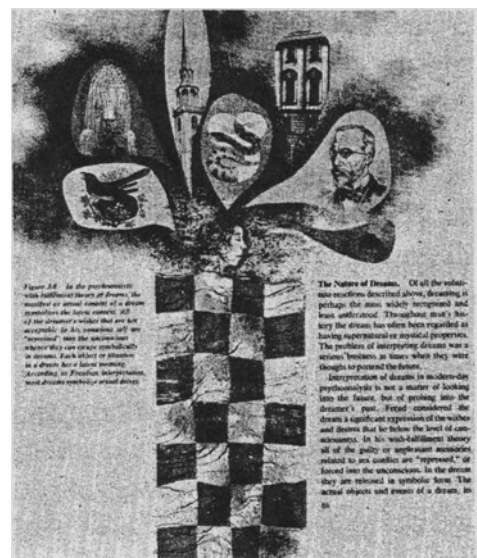 Figure 3.8 In the psychoanalytic
wish-fulfillment theory of dreams, the
manifest or actual content of a dream
symbolizes the latent content. All
of the dreamer's wishes that are not
acceptable to his conscious self are
"repressed" into the unconscious
where they can escape symbolically
in dreams. Each object or situation
in a dream has a latent meaning.
According to Freudian interpretation,
most dreams symbolize sexual drives.
The Nature of Dreams. Of all the substi-
tute reactions described above, dreaming is
perhaps the most widely recognized and
least understood. Throughout man's his-
tory the dream has often been regarded as
having supernatural or mystical properties.
The problem of interpreting dreams was a
serious business at times when they were
thought to portend the future.
Interpretation of dreams in modern-day
psychoanalysis is not a matter of looking
into the future, but of probing into the
dreamer's past. Freud considered the
dream a significant expression of the wishes
and desires that lie below the level of con-
sciousness. In his wish-fulfillment theory
all of the guilty or unpleasant memories
related to sex conflict are "repressed," or
forced into the unconscious. In the dream
they are released in symbolic form. The
actual objects and events of a dream, its